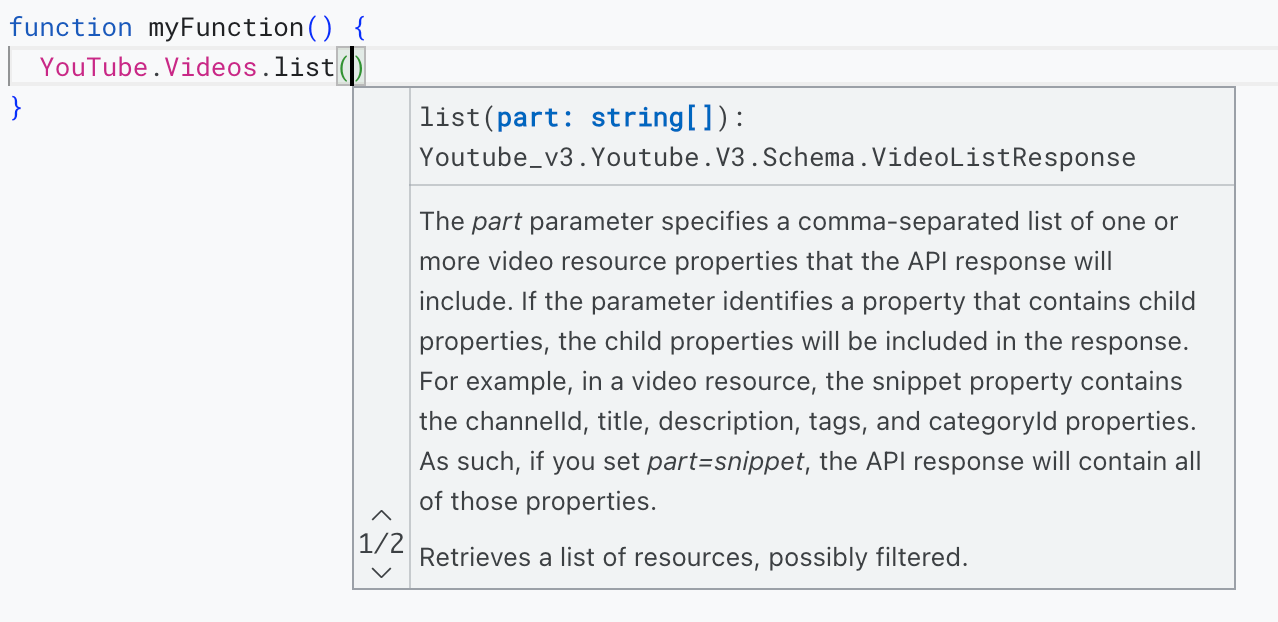 function myFunction() {
YouTube.Videos.list()
}
list(part: string[]):
Youtube_v3.Youtube.V3.Schema.VideoListResponse
The part parameter specifies a comma-separated list of one or
more video resource properties that the API response will
include. If the parameter identifies a property that contains child
properties, the child properties will be included in the response.
For example, in a video resource, the snippet property contains
the channelId, title, description, tags, and categoryId properties.
As such, if you set part=snippet, the API response will contain all
of those properties.
1/2
Retrieves a list of resources, possibly filtered.